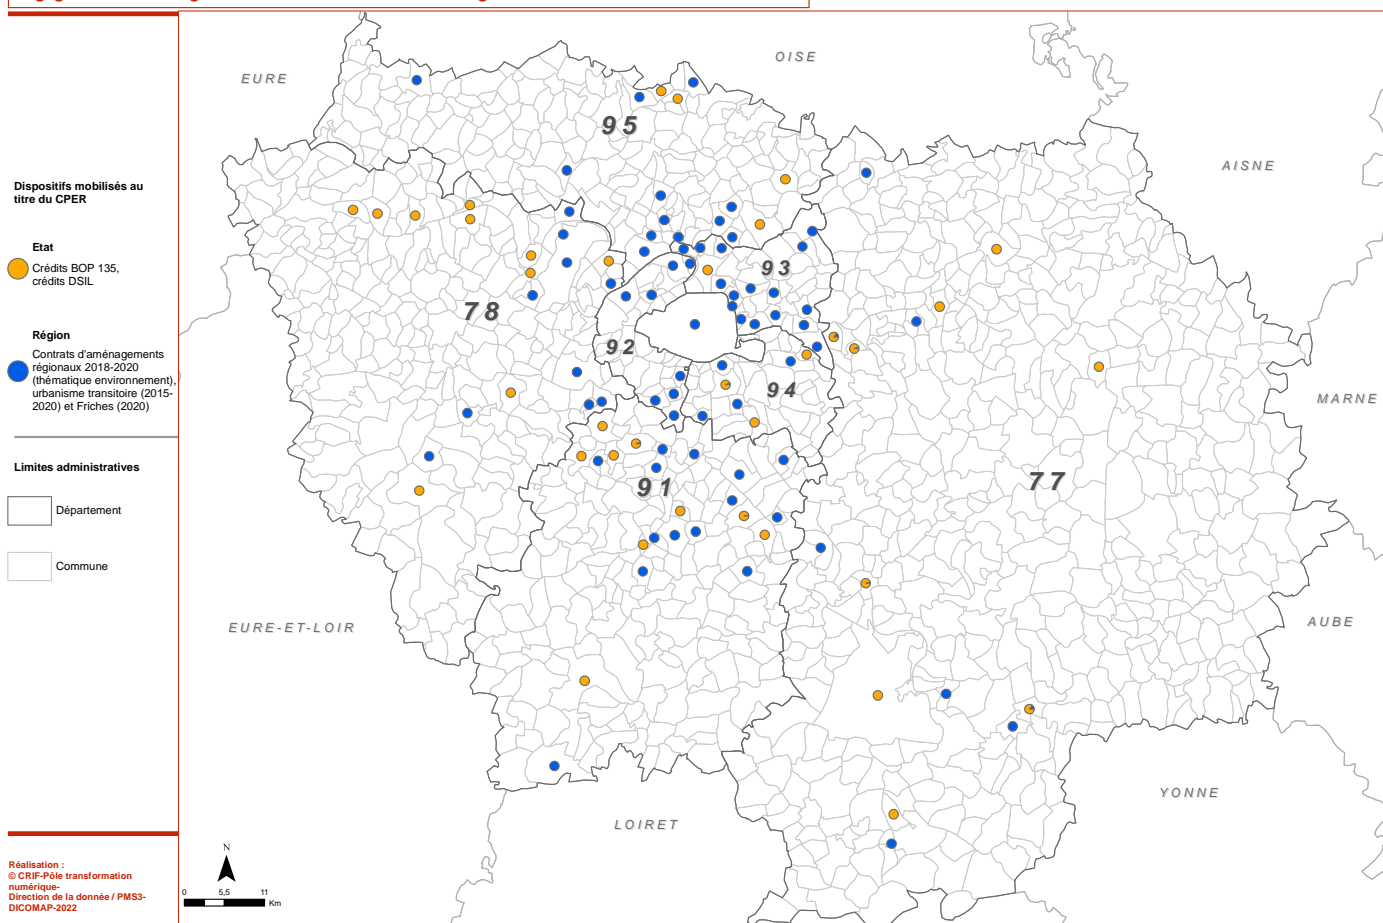 Dispositifs mobilisés au
titre du CPER
Etat
Crédits BOP 135,
crédits DSIL
Région
Contrats d'aménagements
régionaux 2018-2020
(thématique environnement),
urbanisme transitoire (2015-
2020) et Friches (2020)
Limites administratives
Département
Commune
Réalisation :
© CRIF-Pôle transformation
numérique-
Direction de la donnée / PMS3-
DICOMAP-2022
N
0 5,5 11
Km
EURE
OISE
AISNE
MARNE
AUBE
YONNE
LOIRET
EURE-ET-LOIR
95
93
78
92
94
91
77